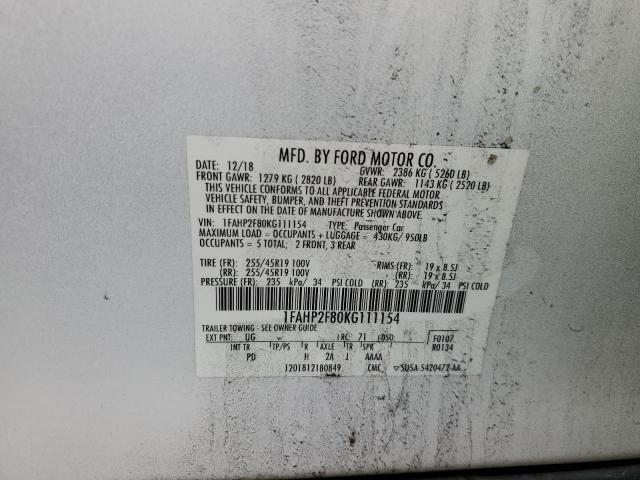 MFD. BY FORD MOTOR CO.
DATE: 12/18 GVWR: 2386 KG ( 5260 LB)
FRONT GAWR: 1279 KG ( 2820 LB) REAR GAWR: 1143 KG ( 2520 LB)
THIS VEHICLE CONFORMS TO ALL APPLICABLE FEDERAL MOTOR
VEHICLE SAFETY, BUMPER, AND THEFT PREVENTION STANDARDS
IN EFFECT ON THE DATE OF MANUFACTURE SHOWN ABOVE.
VIN: 1FAHP2F80KG111154 TYPE: Passenger Car
MAXIMUM LOAD = OCCUPANTS + LUGGAGE = 430KG/ 950LB
OCCUPANTS = 5 TOTAL; 2 FRONT, 3 REAR
TIRE (FR): 255/45R19 100V RIMS (FR): 19 x 8.5J
(RR): 255/45R19 100V (RR): 19 x 8.5J
PRESSURE (FR): 235 kPa/ 34 PSI COLD (RR): 235 kPa/ 34 PSI COLD
1FAHP2F80KG111154
TRAILER TOWING - SEE OWNER GUIDE
EXT PNT: UG RC: 71 DSO: F0107
INT TR TP/PS R AXLE TR SPR R0134
PD H 2A J AAAA
1201812180849 CMC ▽SU5A-5420472-AA